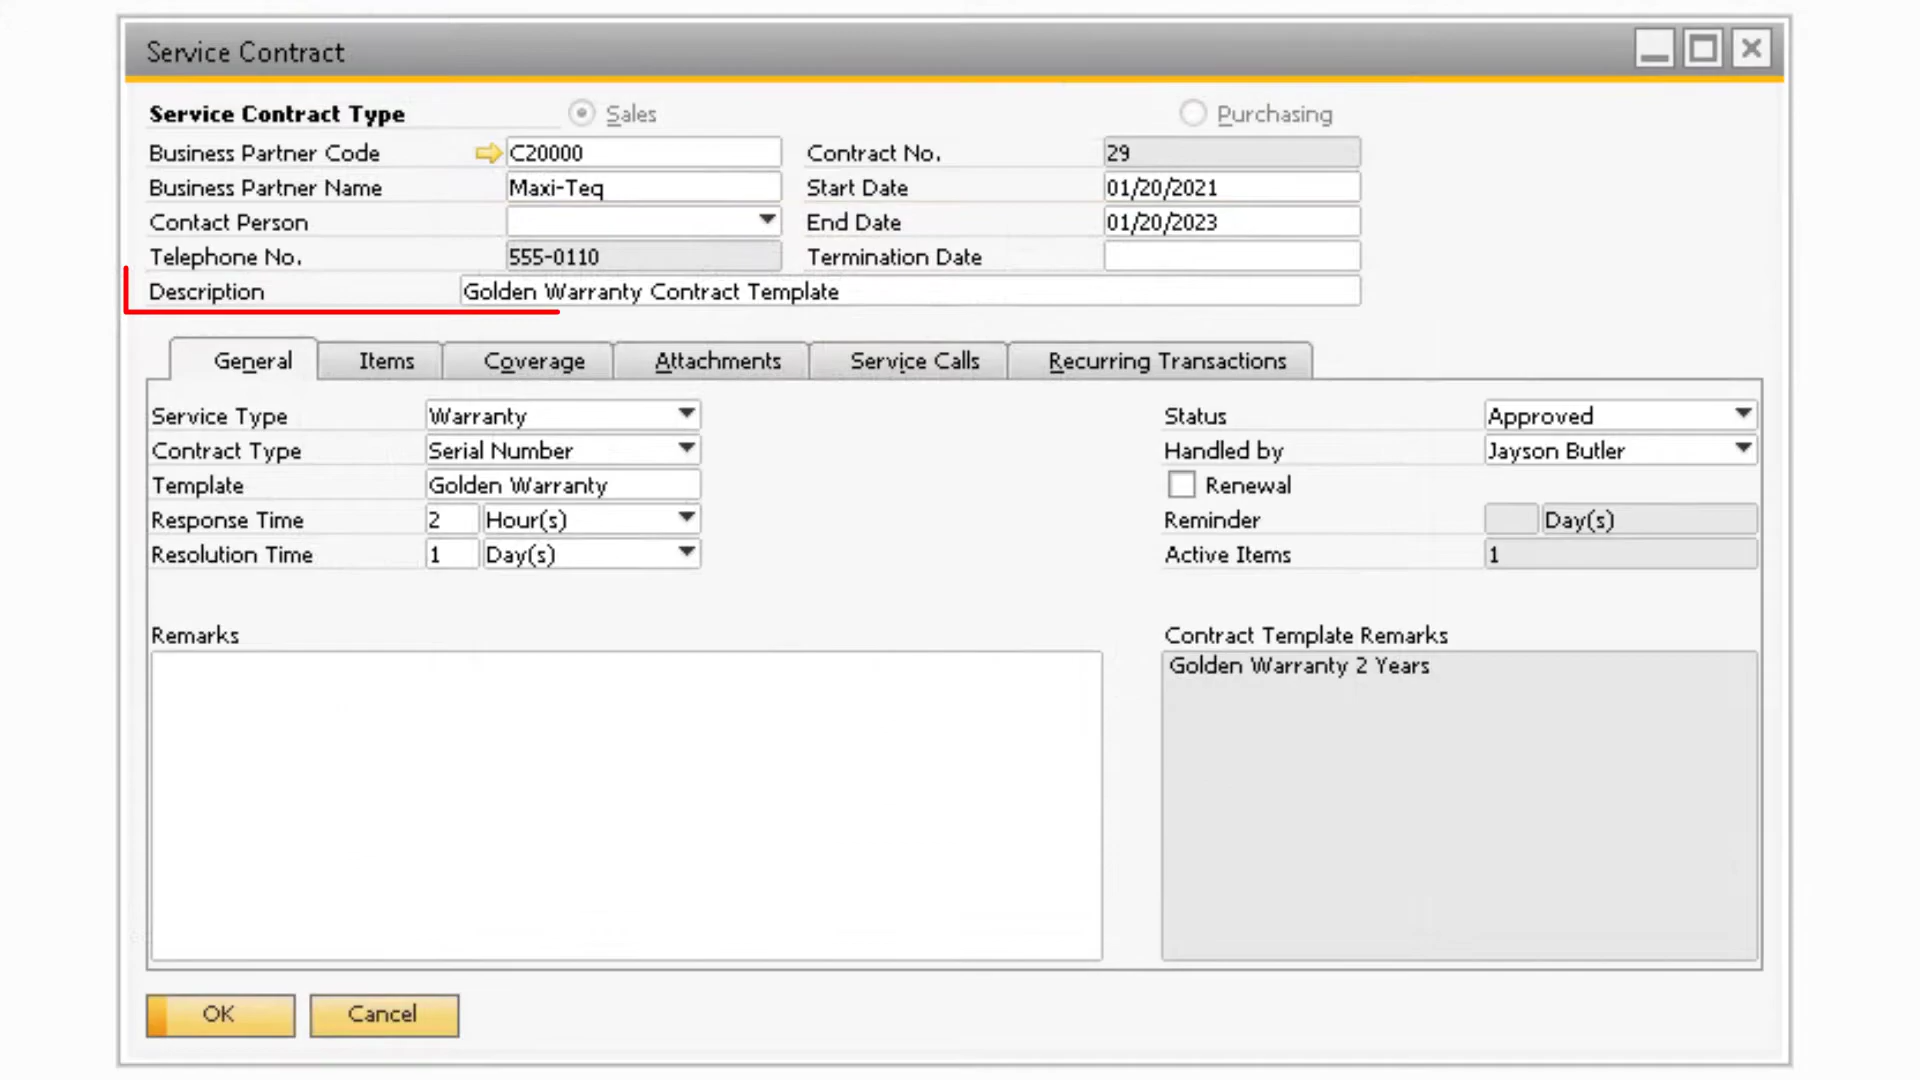 Service Contract
Service Contract Type Sales Purchasing
Business Partner Code C20000 Contract No. 29
Business Partner Name Maxi-Teq Start Date 01/20/2021
Contact Person End Date 01/20/2023
Telephone No. 555-0110 Termination Date
Description Golden Warranty Contract Template
General Items Coverage Attachments Service Calls Recurring Transactions
Service Type Warranty Status Approved
Contract Type Serial Number Handled by Jayson Butler
Template Golden Warranty Renewal
Response Time 2 Hour(s) Reminder Day(s)
Resolution Time 1 Day(s) Active Items 1
Remarks Contract Template Remarks
Golden Warranty 2 Years
OK Cancel